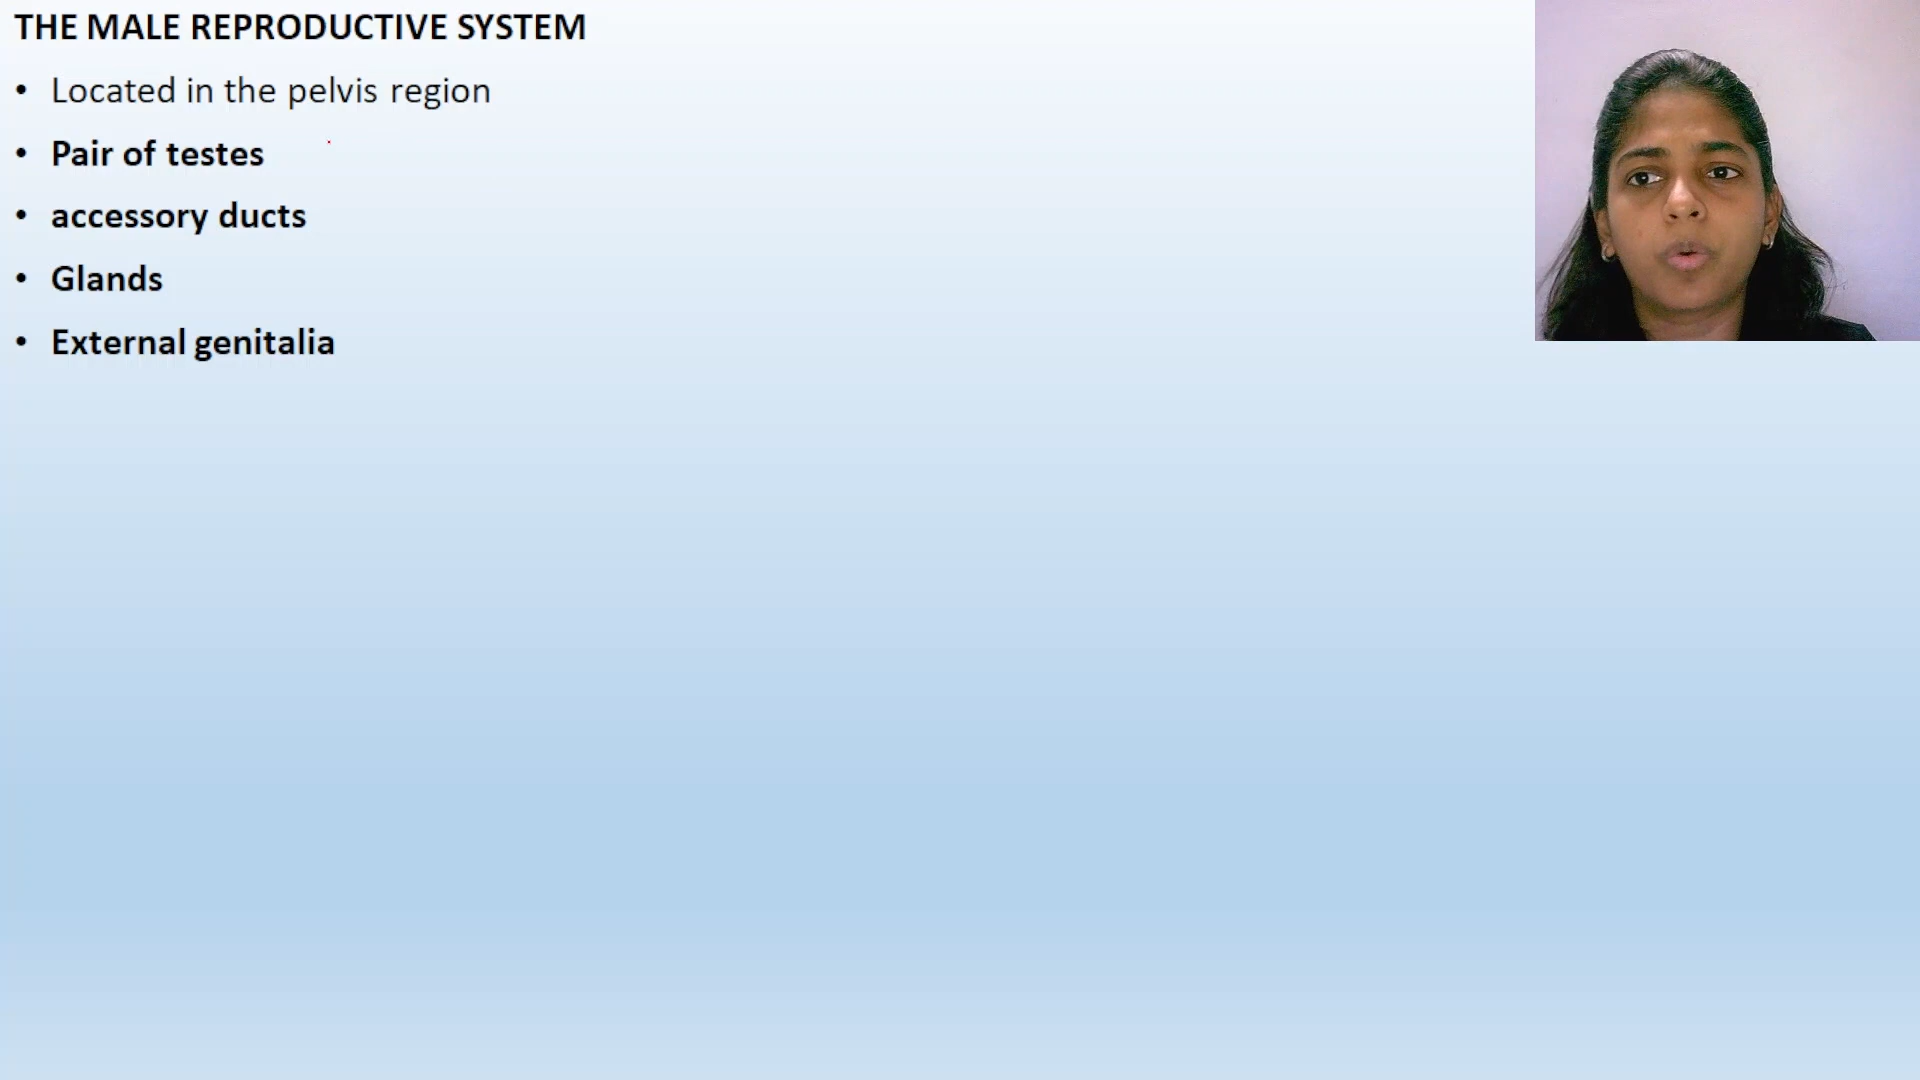 THE MALE REPRODUCTIVE SYSTEM
• Located in the pelvis region
• Pair of testes
• accessory ducts
• Glands
• External genitalia